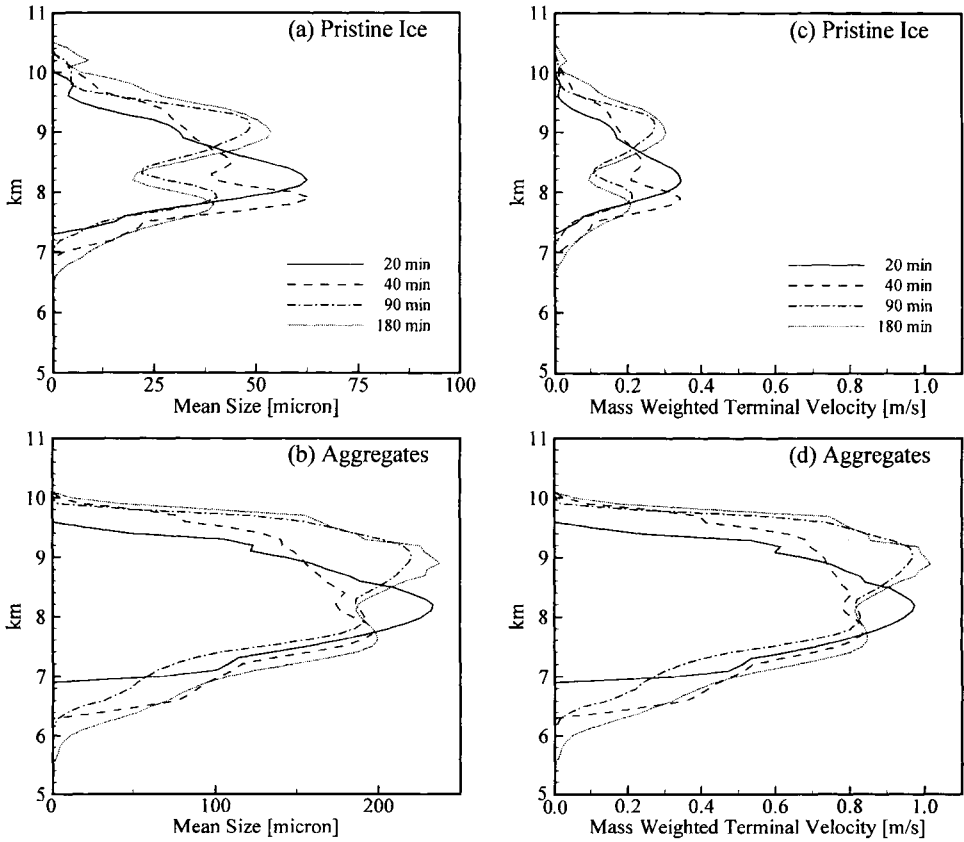 (a) Pristine Ice
11
10
9
8
7
6
5
km
20 min
40 min
90 min
180 min
0
25
50
75
100
Mean Size [micron]
(c) Pristine Ice
11
10
9
8
7
6
5
km
20 min
40 min
90 min
180 min
0.0
0.2
0.4
0.6
0.8
1.0
Mass Weighted Terminal Velocity [m/s]
(b) Aggregates
11
10
9
8
7
6
5
km
0
100
200
Mean Size [micron]
(d) Aggregates
11
10
9
8
7
6
5
km
0.0
0.2
0.4
0.6
0.8
1.0
Mass Weighted Terminal Velocity [m/s]